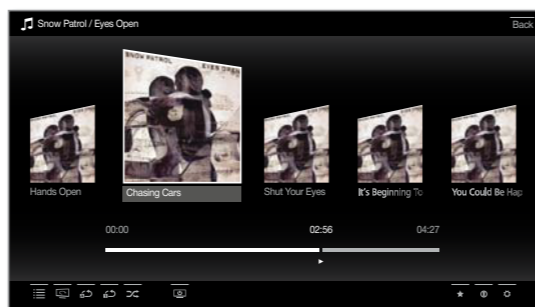 Snow Patrol / Eyes Open
Back
SNOW PATROL EYES OPEN
Hands Open
Chasing Cars
Shut Your Eyes
It's Beginning To
You Could Be Hap
00:00
02:56
04:27